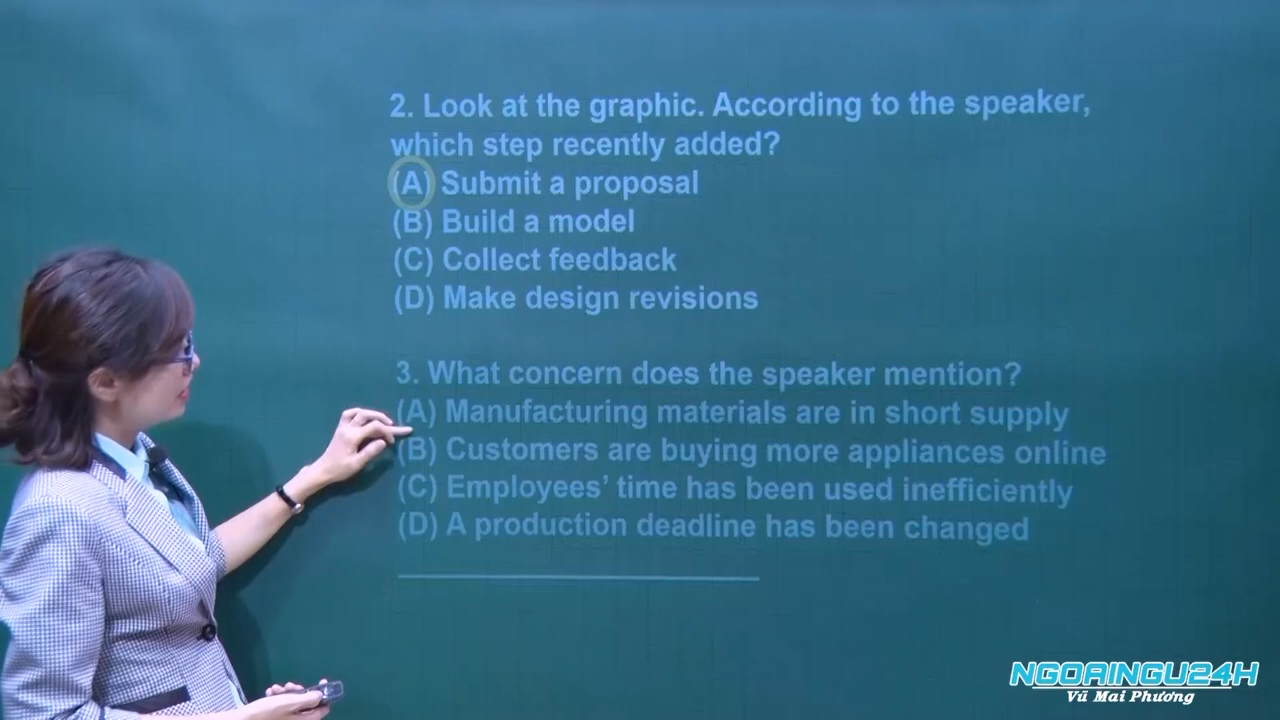 2. Look at the graphic. According to the speaker,
which step recently added?
(A) Submit a proposal
(B) Build a model
(C) Collect feedback
(D) Make design revisions
3. What concern does the speaker mention?
(A) Manufacturing materials are in short supply
(B) Customers are buying more appliances online
(C) Employees’ time has been used inefficiently
(D) A production deadline has been changed
NGOAINGU24H
Vũ Mai Phương